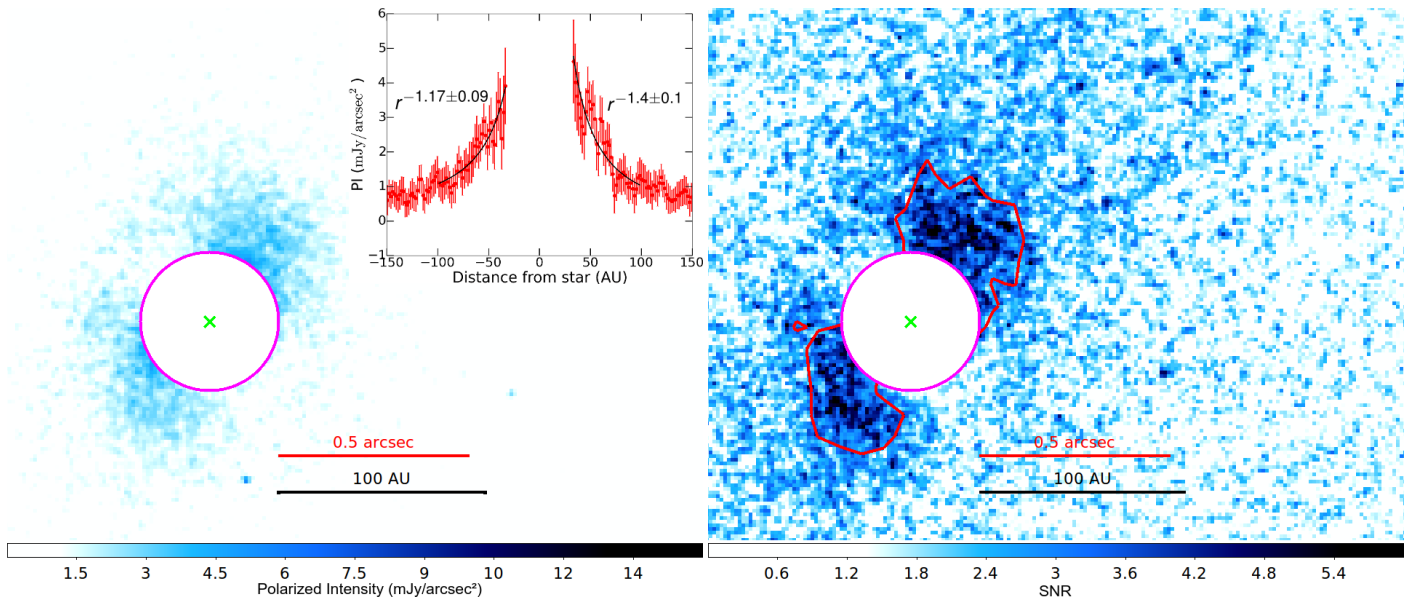 6
5
4
3
2
1
0
−1
PI (mJy/arcsec²)
r−1.17±0.09
r−1.4±0.1
−150 −100 −50 0 50 100 150
Distance from star (AU)
0.5 arcsec
100 AU
1.5 3 4.5 6 7.5 9 10 12 14
Polarized Intensity (mJy/arcsec²)
0.5 arcsec
100 AU
0.6 1.2 1.8 2.4 3 3.6 4.2 4.8 5.4
SNR